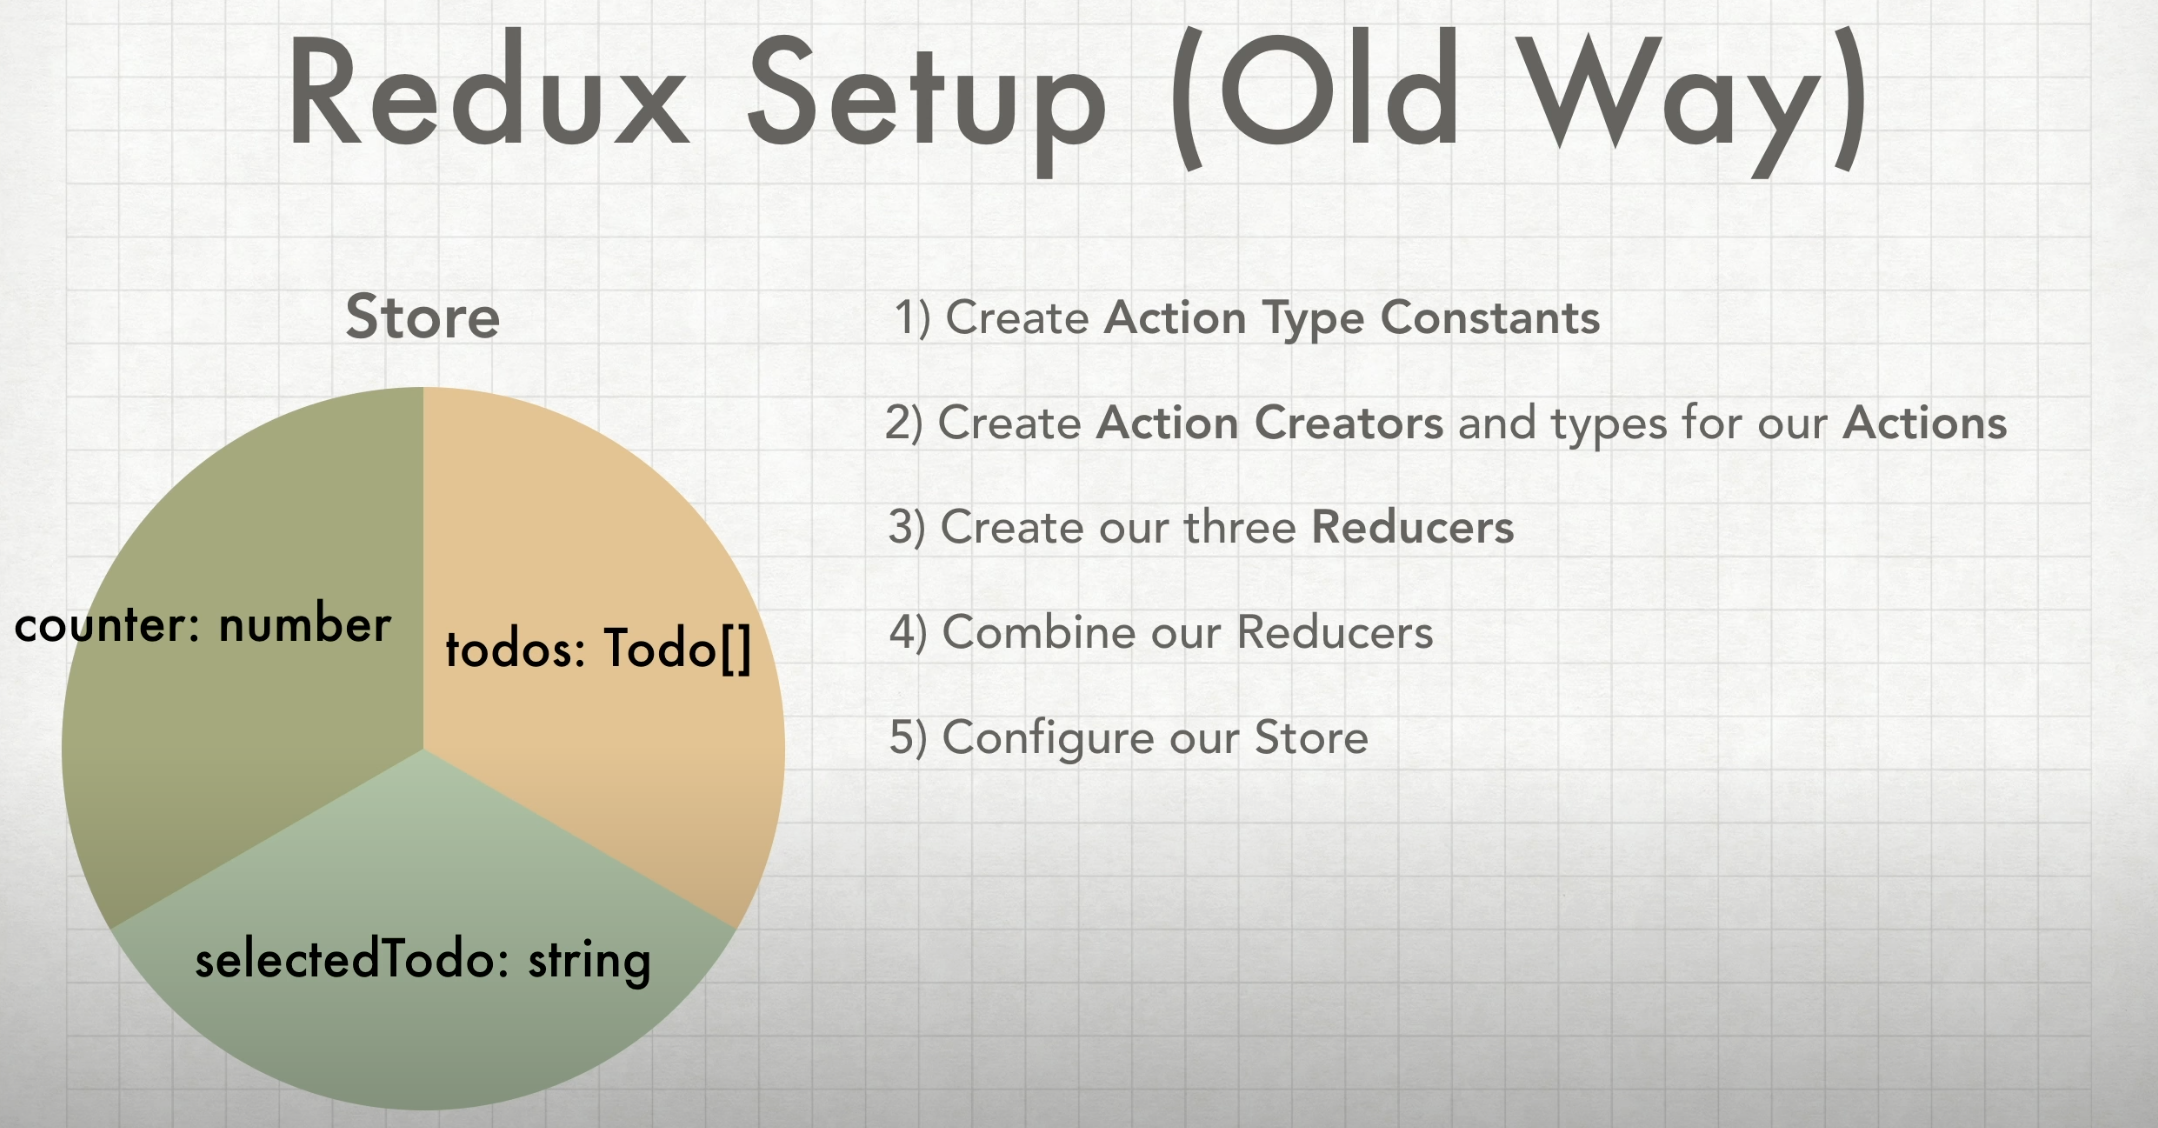 Redux Setup (Old Way)
Store
counter: number
todos: Todo[]
selectedTodo: string
1) Create Action Type Constants
2) Create Action Creators and types for our Actions
3) Create our three Reducers
4) Combine our Reducers
5) Configure our Store